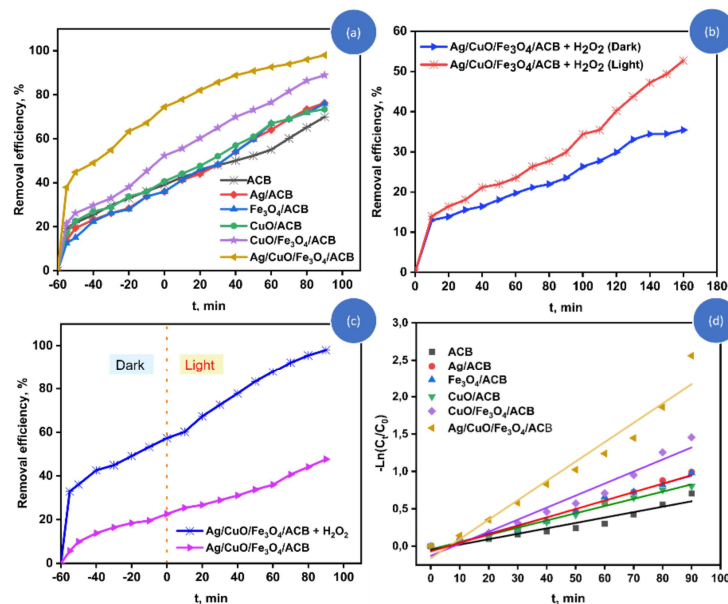 (a)
Removal efficiency, %
100
80
60
40
20
0
ACB
Ag/ACB
Fe₃O₄/ACB
CuO/ACB
CuO/Fe₃O₄/ACB
Ag/CuO/Fe₃O₄/ACB
-60 -40 -20 0 20 40 60 80 100
t, min
(b)
Removal efficiency, %
60
50
40
30
20
10
0
Ag/CuO/Fe₃O₄/ACB + H₂O₂ (Dark)
Ag/CuO/Fe₃O₄/ACB + H₂O₂ (Light)
0 20 40 60 80 100 120 140 160 180
t, min
(c)
Removal efficiency, %
100
80
60
40
20
0
Dark
Light
Ag/CuO/Fe₃O₄/ACB + H₂O₂
Ag/CuO/Fe₃O₄/ACB
-60 -40 -20 0 20 40 60 80 100
t, min
(d)
-Ln(Cₜ/C₀)
3,0
2,5
2,0
1,5
1,0
0,5
0,0
ACB
Ag/ACB
Fe₃O₄/ACB
CuO/ACB
CuO/Fe₃O₄/ACB
Ag/CuO/Fe₃O₄/ACB
0 10 20 30 40 50 60 70 80 90 100
t, min